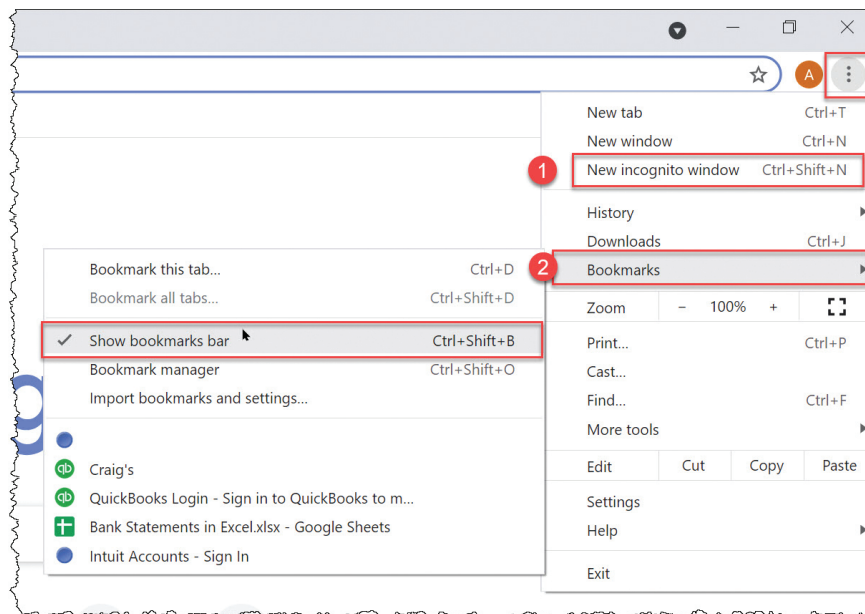 A
New tab Ctrl+T
New window Ctrl+N
1 New incognito window Ctrl+Shift+N
History
Downloads Ctrl+J
2 Bookmarks
Zoom - 100% +
Print... Ctrl+P
Cast...
Find... Ctrl+F
More tools
Edit Cut Copy Paste
Settings
Help
Exit
Bookmark this tab... Ctrl+D
Bookmark all tabs... Ctrl+Shift+D
Show bookmarks bar Ctrl+Shift+B
Bookmark manager Ctrl+Shift+O
Import bookmarks and settings...
qb Craig's
qb QuickBooks Login - Sign in to QuickBooks to m...
Bank Statements in Excel.xlsx - Google Sheets
Intuit Accounts - Sign In